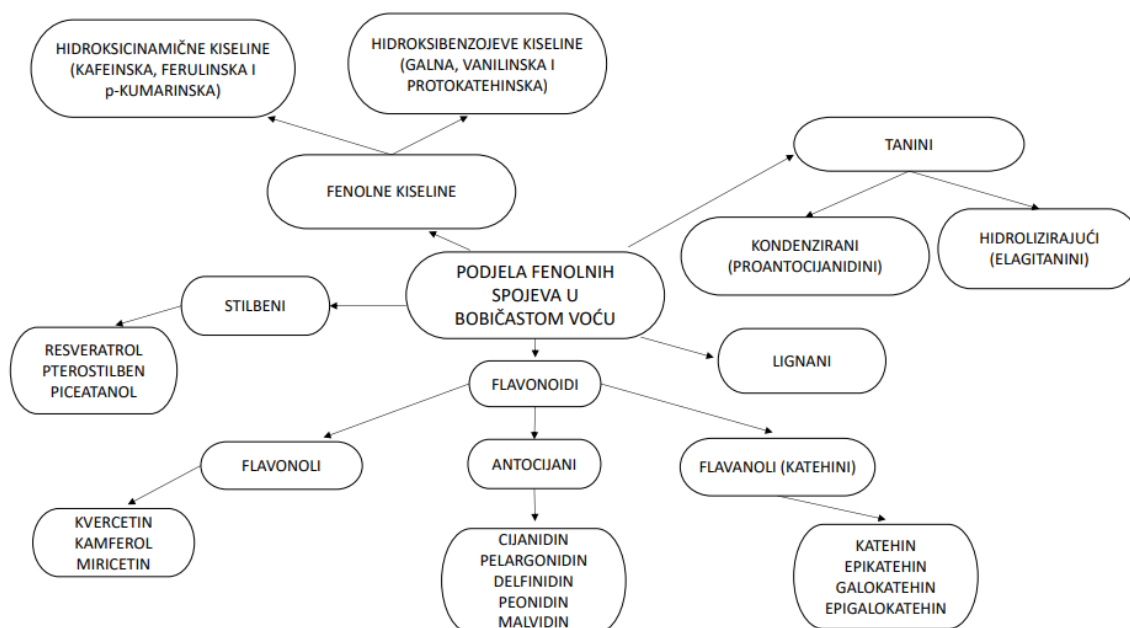 HIDROKSICINAMIČNE KISELINE
(KAFEINSKA, FERULINSKA I
p-KUMARINSKA)
HIDROKSIBENZOJEVE KISELINE
(GALNA, VANILINSKA I
PROTOKATEHINSKA)
TANINI
FENOLNE KISELINE
KONDENZIRANI
(PROANTOCIJANIDINI)
HIDROLIZIRAJUĆI
(ELAGITANINI)
PODJELA FENOLNIH
SPOJEVA U
BOBIČASTOM VOĆU
STILBENI
RESVERATROL
PTEROSTILBEN
PICEATANOL
LIGNANI
FLAVONOIDI
FLAVONOLI
ANTOCIJANI
FLAVANOLI (KATEHINI)
KVERCETIN
KAMFEROL
MIRICETIN
CIJANIDIN
PELARGONIDIN
DELFINIDIN
PEONIDIN
MALVIDIN
KATEHIN
EPIKATEHIN
GALOKATEHIN
EPIGALOKATEHIN